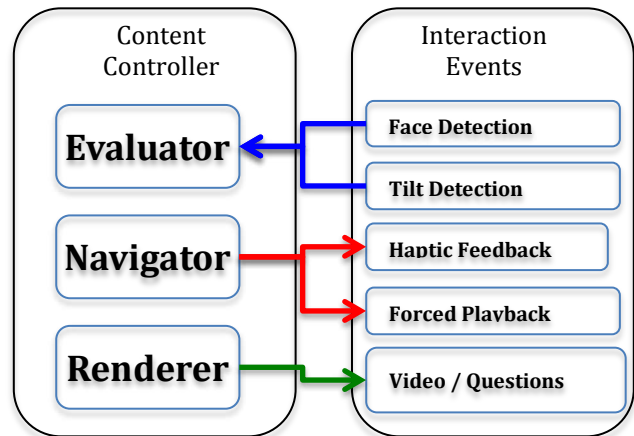 Content
Controller
Evaluator
Navigator
Renderer
Interaction
Events
Face Detection
Tilt Detection
Haptic Feedback
Forced Playback
Video / Questions